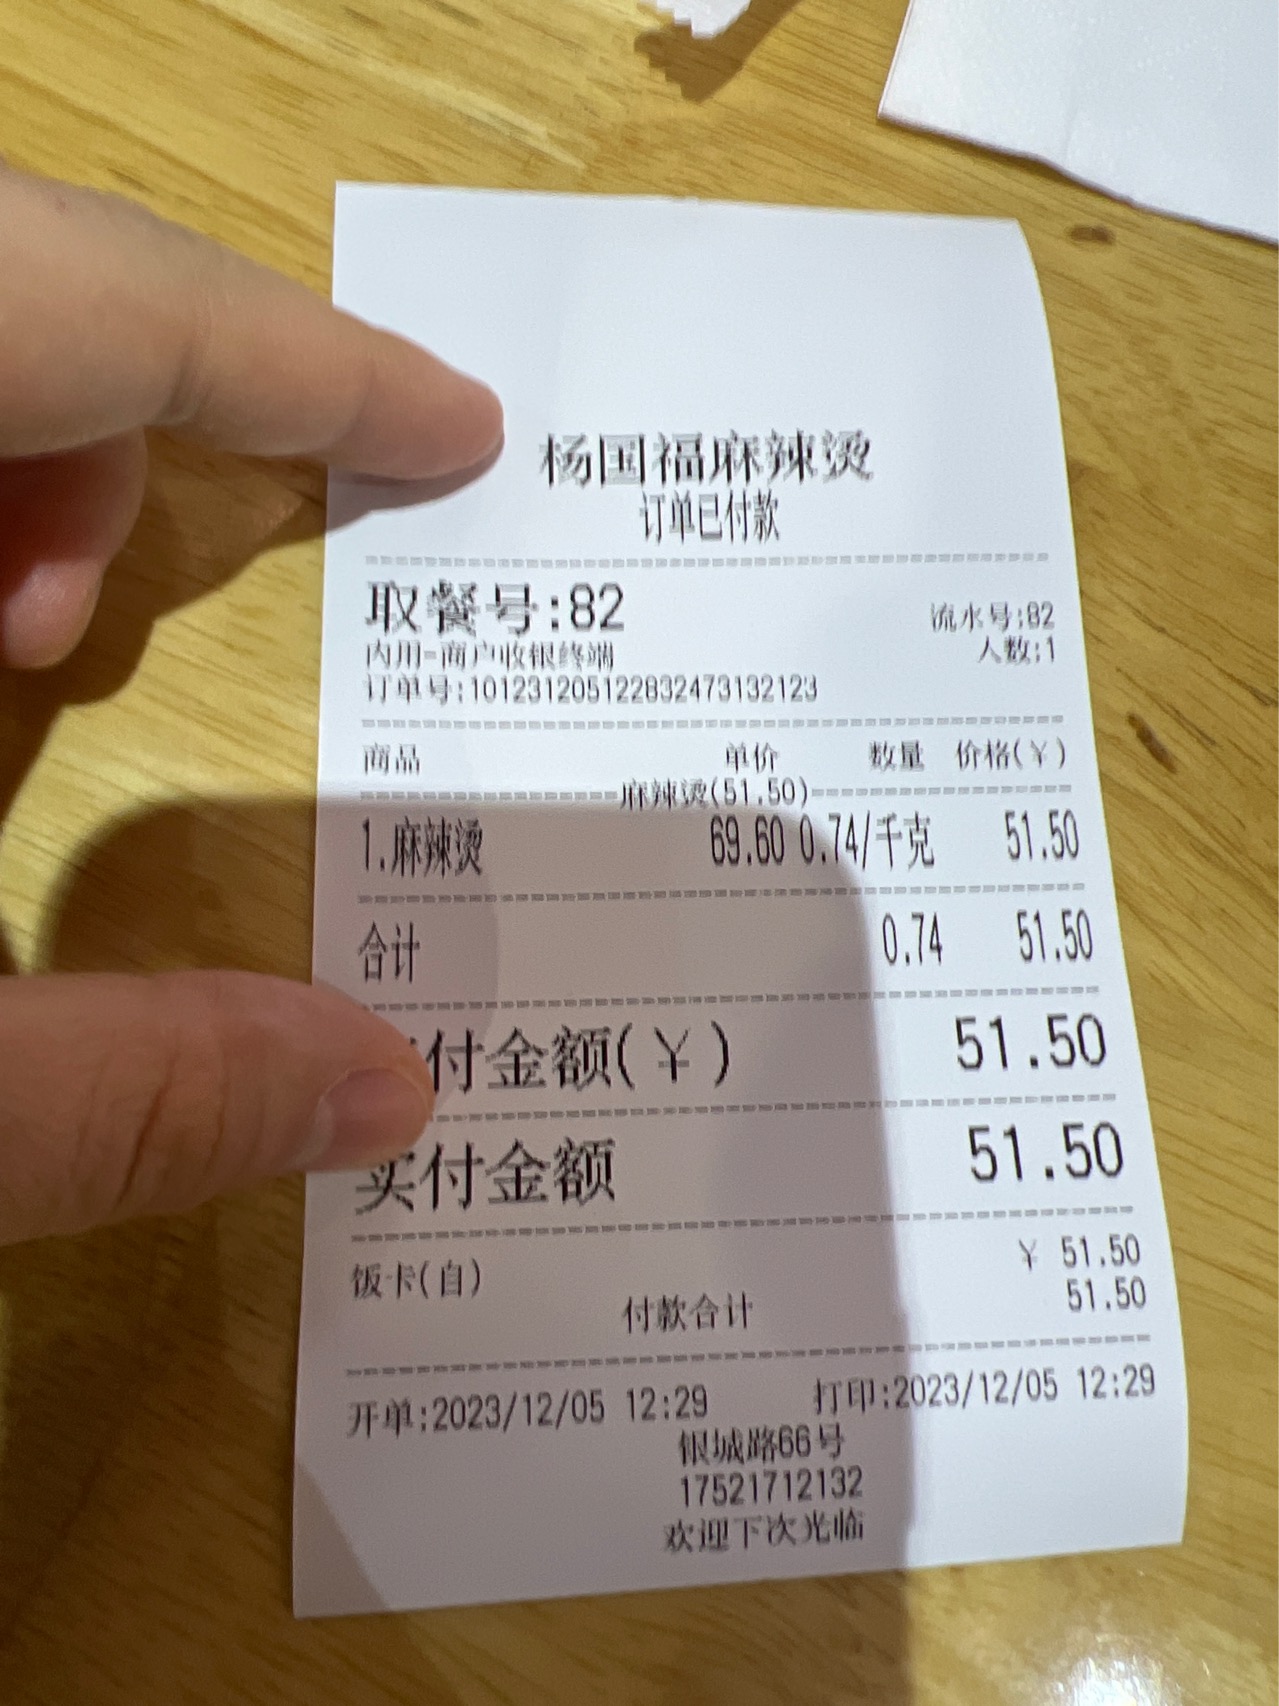 杨国福麻辣烫
订单已付款
取餐号:82
流水号:82
内用-商户收银终端
人数:1
订单号:101231205122832473132123
商品 单价 数量 价格(¥)
麻辣烫(51.50)
1.麻辣烫 69.60 0.74/千克 51.50
合计 0.74 51.50
付金额(¥) 51.50
实付金额 51.50
饭卡(自) ¥ 51.50
付款合计 51.50
开单:2023/12/05 12:29 打印:2023/12/05 12:29
银城路66号
17521712132
欢迎下次光临